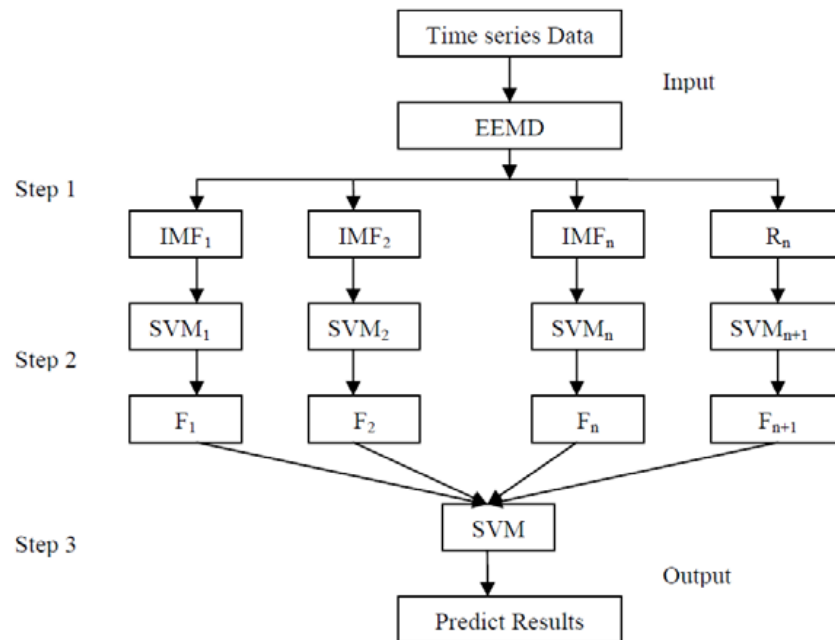 Time series Data
Input
EEMD
Step 1
IMF₁ IMF₂ IMFₙ Rₙ
SVM₁ SVM₂ SVMₙ SVMₙ₊₁
Step 2
F₁ F₂ Fₙ Fₙ₊₁
SVM
Step 3
Output
Predict Results